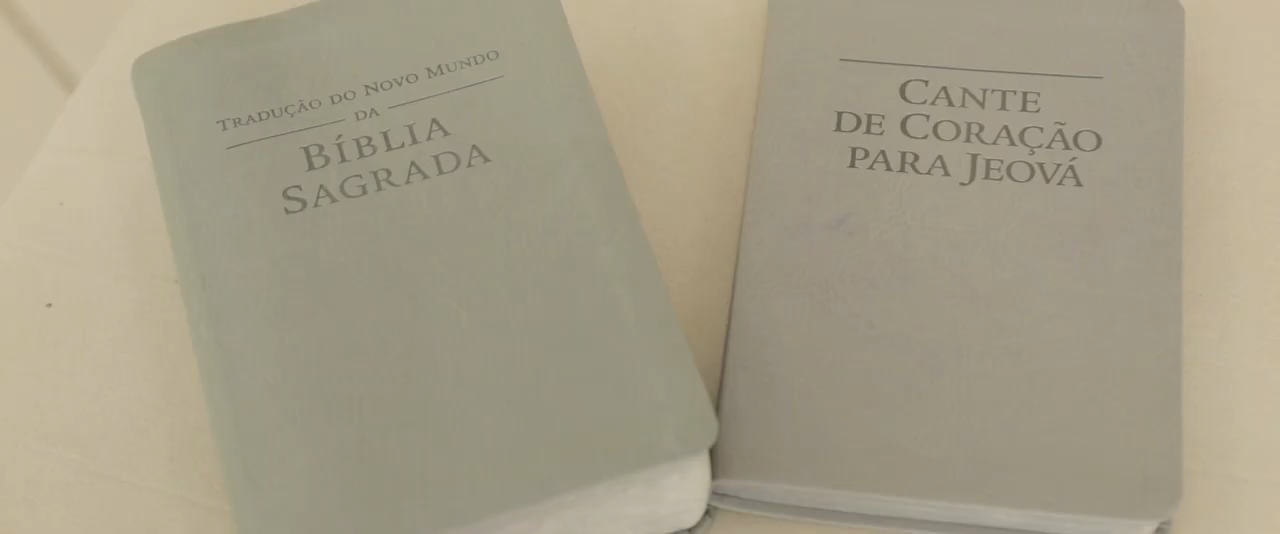 TRADUÇÃO DO NOVO MUNDO
DA
BÍBLIA
SAGRADA
CANTE
DE CORAÇÃO
PARA JEOVÁ